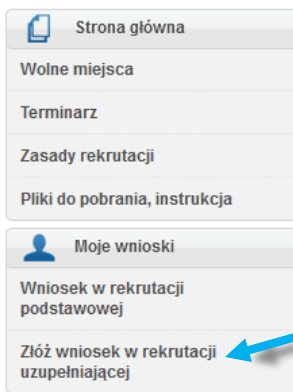 Strona główna
Wolne miejsca
Terminarz
Zasady rekrutacji
Pliki do pobrania, instrukcja
Moje wnioski
Wniosek w rekrutacji
podstawowej
Złóż wniosek w rekrutacji
uzupełniającej